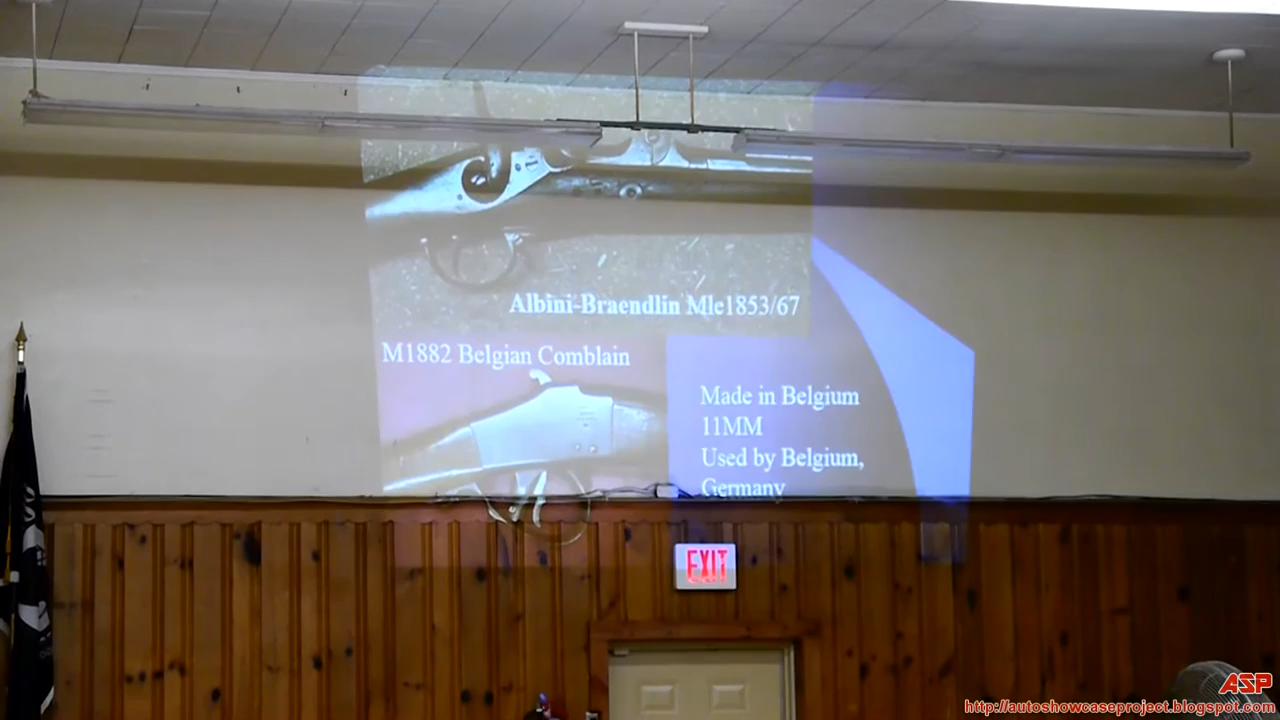 Albini-Braendlin Mle1853/67
M1882 Belgian Comblain
Made in Belgium
11MM
Used by Belgium,
Germany
EXIT
ASP
http://autoshowcaseproject.blogspot.com